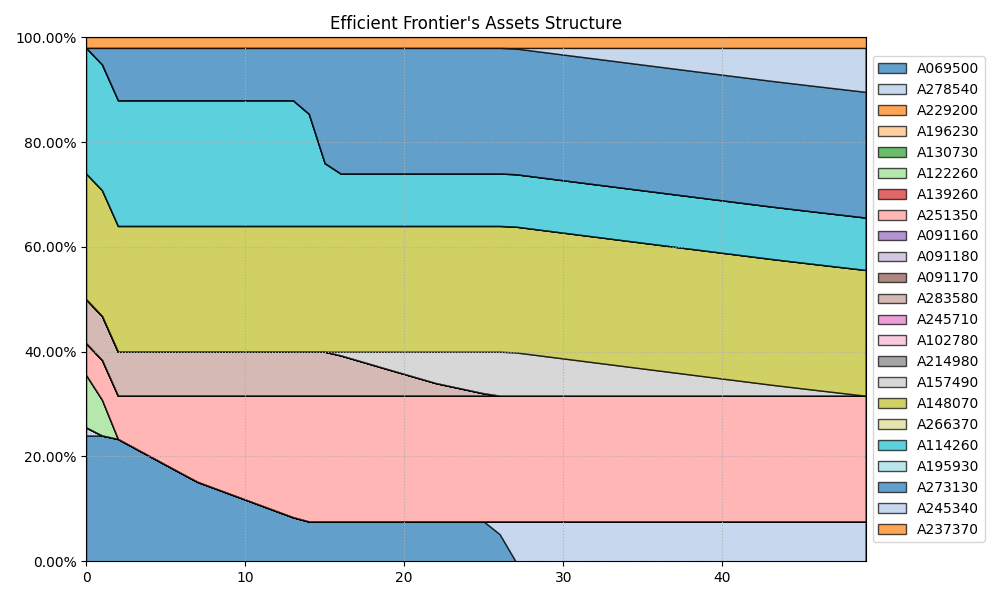 Efficient Frontier's Assets Structure
100.00%
80.00%
60.00%
40.00%
20.00%
0.00%
0
10
20
30
40
A069500
A278540
A229200
A196230
A130730
A122260
A139260
A251350
A091160
A091180
A091170
A283580
A245710
A102780
A214980
A157490
A148070
A266370
A114260
A195930
A273130
A245340
A237370